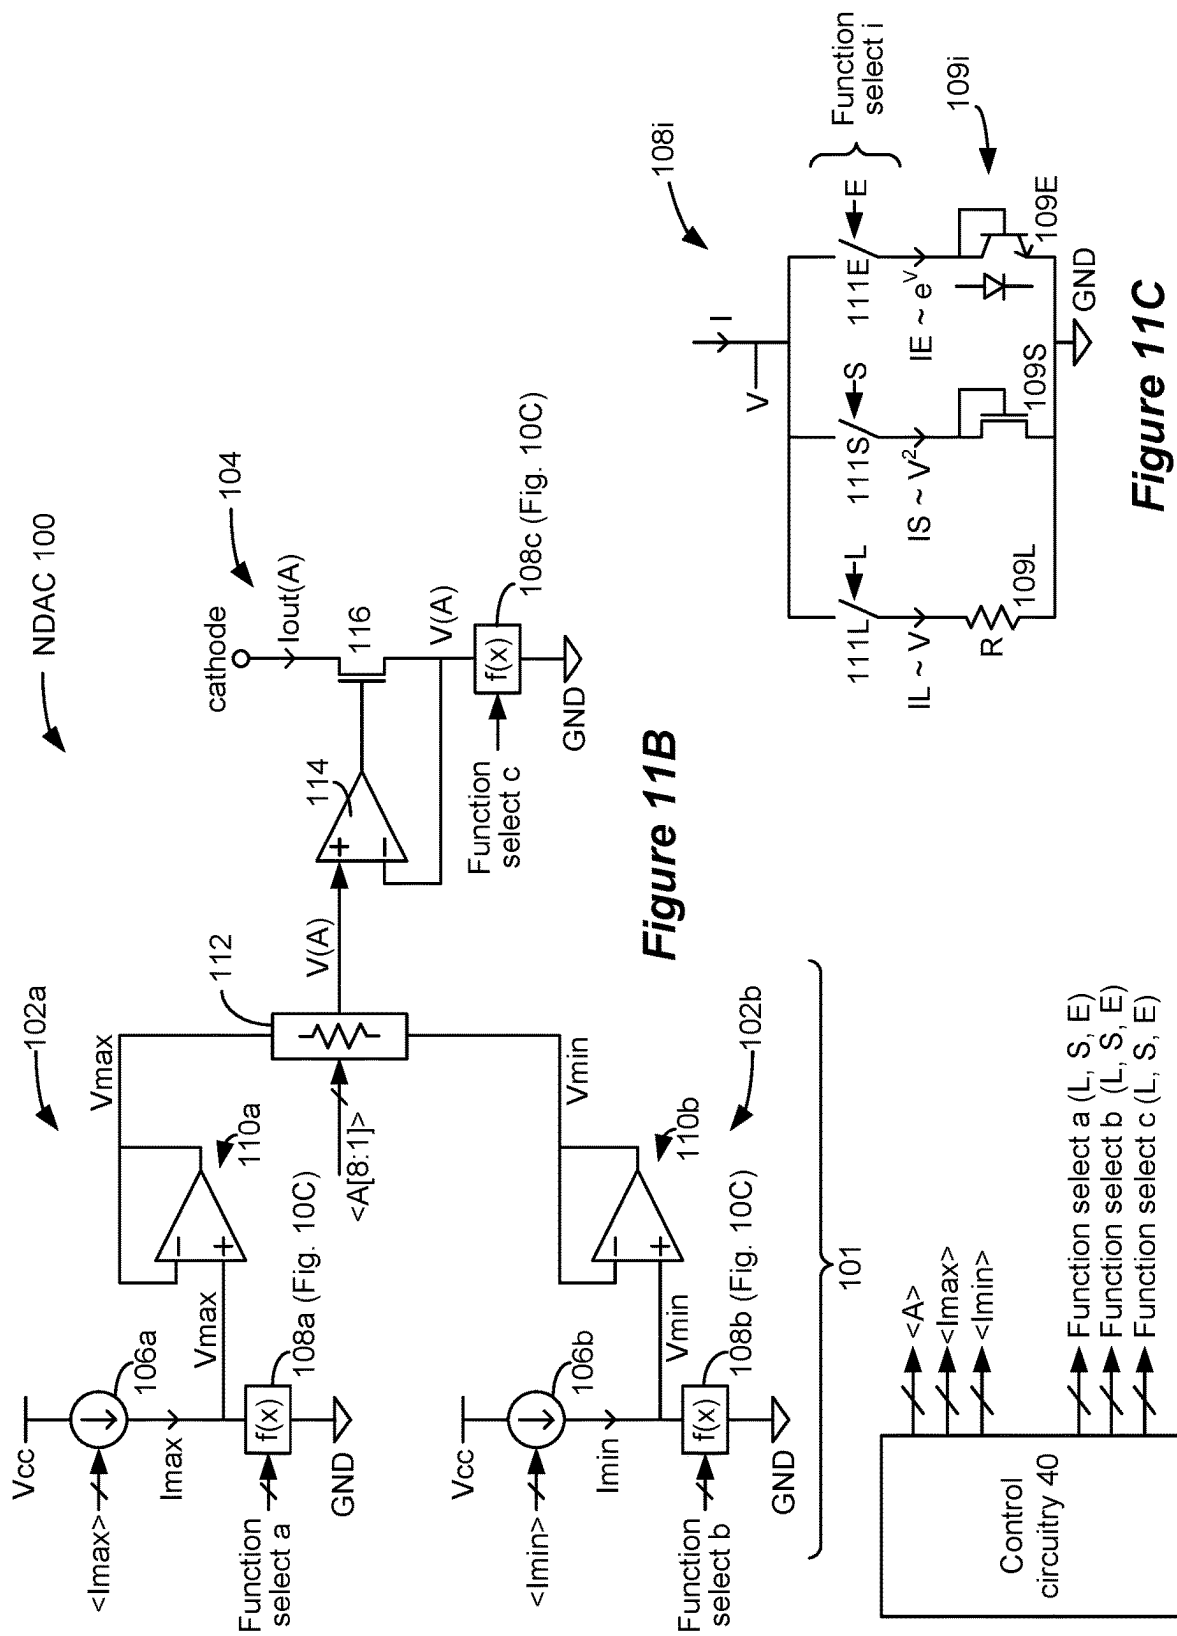 NDAC 100
102a
Vcc
<Imax>
106a
Imax
Vmax
Vmax
110a
Function
select a
f(x)
108a (Fig. 10C)
GND
112
<A[8:1]>
V(A)
104
cathode
Iout(A)
114
116
V(A)
Function
select c
f(x)
108c (Fig. 10C)
GND
Vcc
<Imin>
106b
Imin
Vmin
Vmin
110b
102b
Function
select b
f(x)
108b (Fig. 10C)
GND
101
Figure 11B
Control
circuitry 40
<A>
<Imax>
<Imin>
Function select a (L, S, E)
Function select b (L, S, E)
Function select c (L, S, E)
108i
I
V
Function
select i
111L
L
111S
S
111E
E
IL ~ V
IS ~ V²
IE ~ e^V
109i
R
109L
109S
109E
GND
Figure 11C
+
−
+
−
+
−